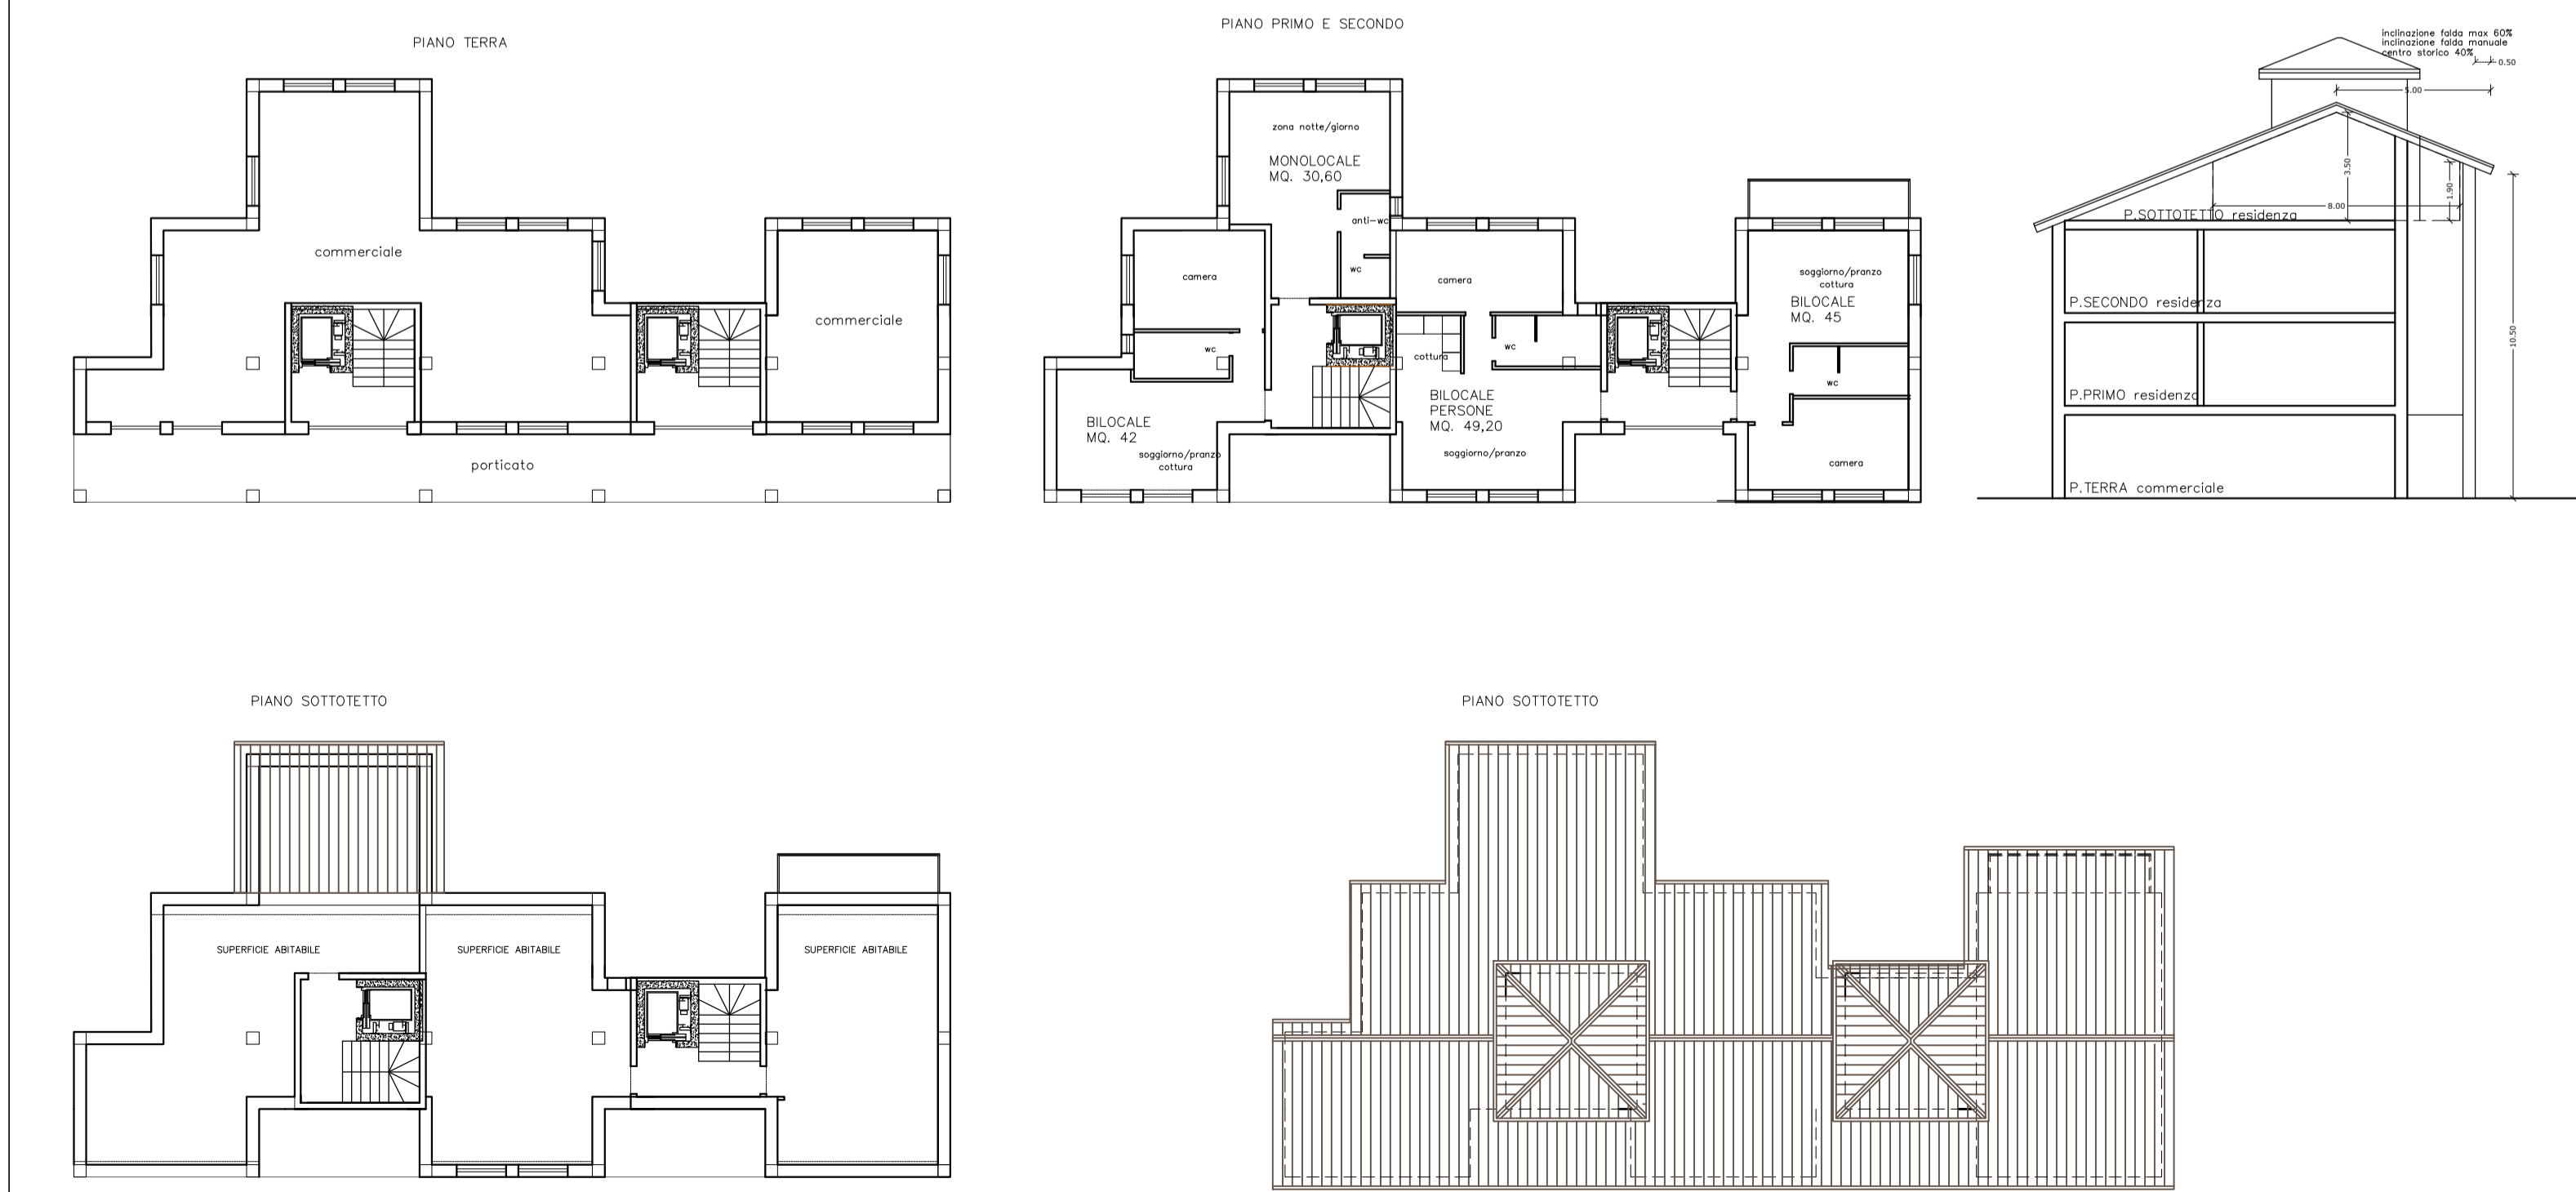 PIANO TERRA
commerciale
commerciale
porticato
PIANO PRIMO E SECONDO
zona notte/giorno
MONOLOCALE
MQ. 30,60
anti-wc
wc
camera
wc
camera
cottura
wc
BILOCALE
MQ. 42
soggiorno/pranzo
cottura
BILOCALE
PERSONE
MQ. 49,20
soggiorno/pranzo
soggiorno/pranzo
cottura
BILOCALE
MQ. 45
wc
camera
inclinazione falda max 60%
inclinazione falda manuale
centro storico 40%
0.50
5.00
3.50
1.90
8.00
10.50
P.SOTTOTETTO residenza
P.SECONDO residenza
P.PRIMO residenza
P.TERRA commerciale
PIANO SOTTOTETTO
SUPERFICIE ABITABILE
SUPERFICIE ABITABILE
SUPERFICIE ABITABILE
PIANO SOTTOTETTO